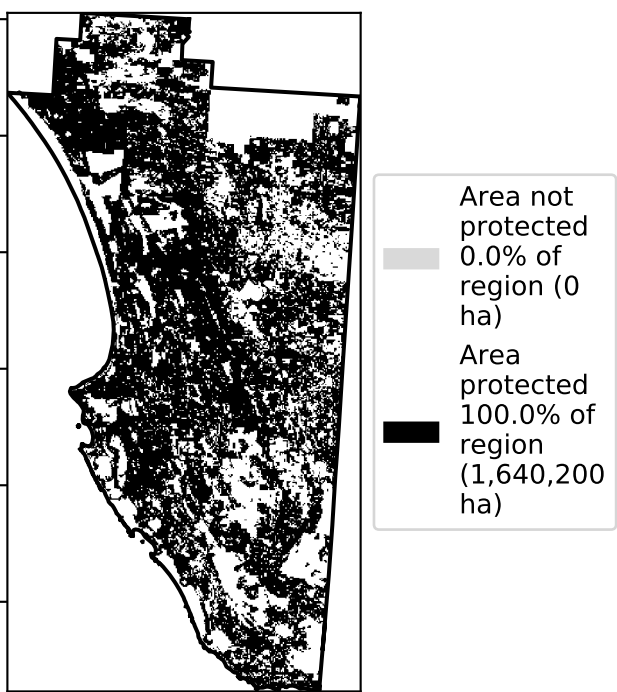 Area not
protected
0.0% of
region (0
ha)
Area
protected
100.0% of
region
(1,640,200
ha)